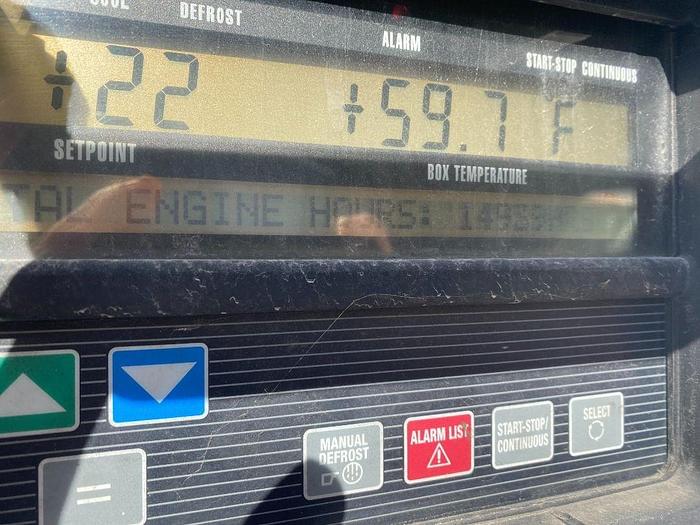 DEFROST
ALARM
START-STOP CONTINUOUS
+22 +59.7 F
SETPOINT
BOX TEMPERATURE
TAL ENGINE HOURS:
MANUAL
DEFROST
ALARM LIST
START-STOP/
CONTINUOUS
SELECT
=